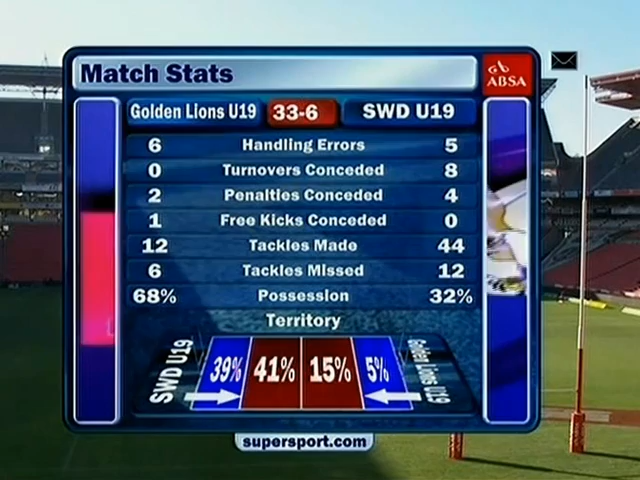 Match Stats
ABSA
Golden Lions U19 33-6 SWD U19
6 Handling Errors 5
0 Turnovers Conceded 8
2 Penalties Conceded 4
1 Free Kicks Conceded 0
12 Tackles Made 44
6 Tackles Missed 12
68% Possession 32%
Territory
SWD U19 39% 41% 15% 5% Golden Lions U19
supersport.com